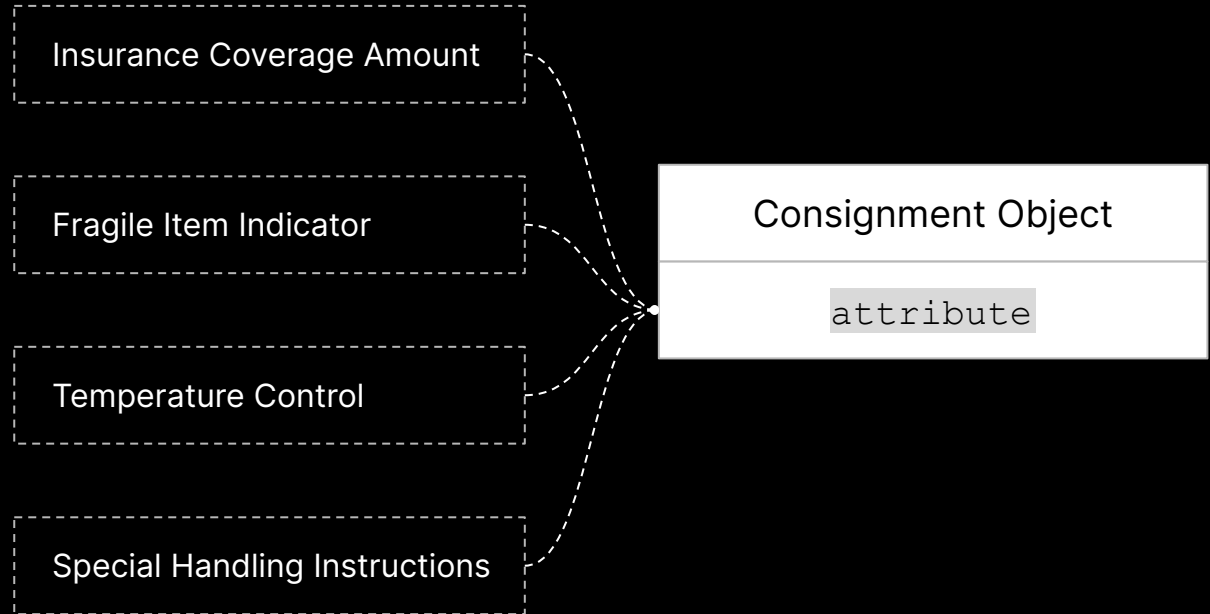 Insurance Coverage Amount
Fragile Item Indicator
Temperature Control
Special Handling Instructions
Consignment Object
attribute